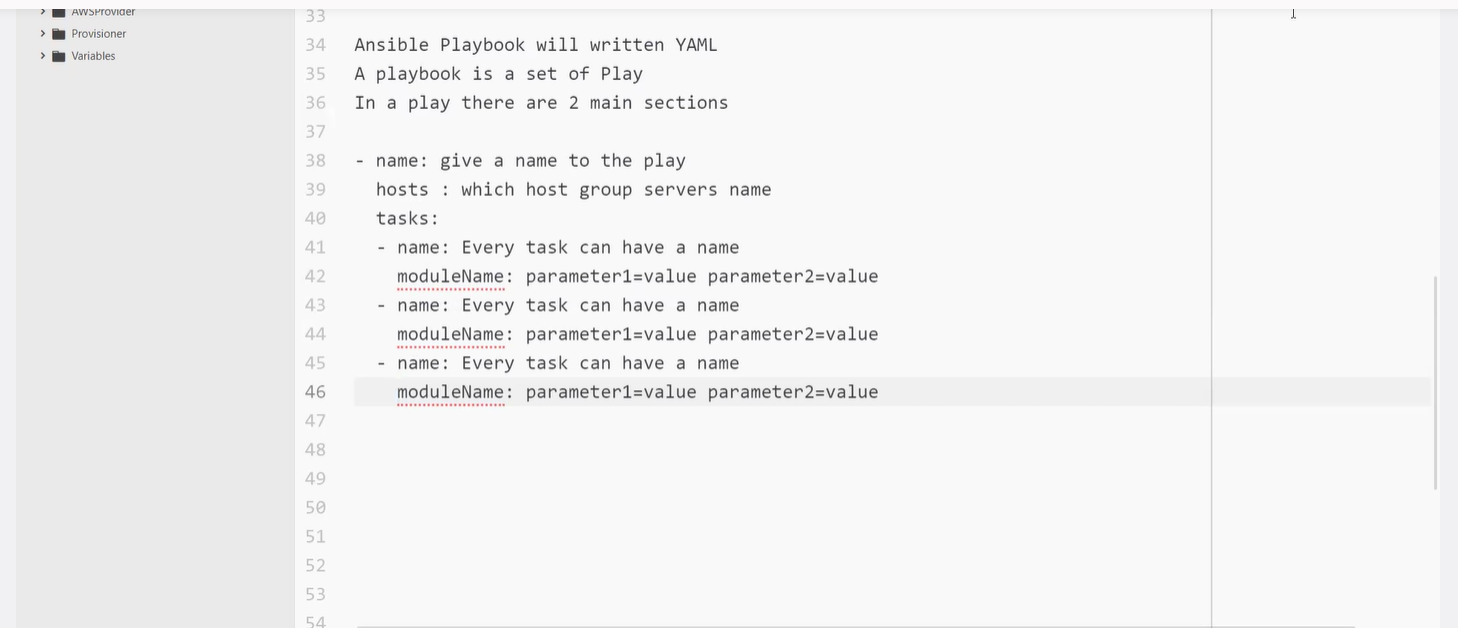 AWSProvider
Provisioner
Variables
33
34 Ansible Playbook will written YAML
35 A playbook is a set of Play
36 In a play there are 2 main sections
37
38 - name: give a name to the play
39   hosts : which host group servers name
40   tasks:
41   - name: Every task can have a name
42     moduleName: parameter1=value parameter2=value
43   - name: Every task can have a name
44     moduleName: parameter1=value parameter2=value
45   - name: Every task can have a name
46     moduleName: parameter1=value parameter2=value
47
48
49
50
51
52
53
54